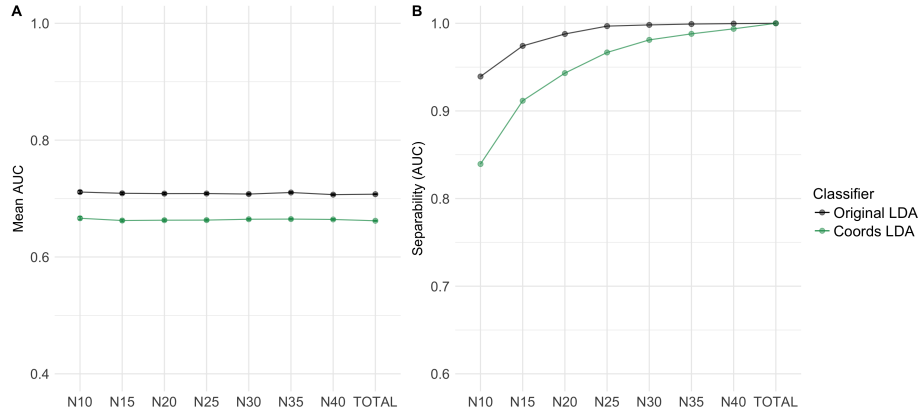 A
1.0
0.8
0.6
0.4
Mean AUC
N10 N15 N20 N25 N30 N35 N40 TOTAL
B
1.0
0.9
0.8
0.7
0.6
Separability (AUC)
N10 N15 N20 N25 N30 N35 N40 TOTAL
Classifier
Original LDA
Coords LDA